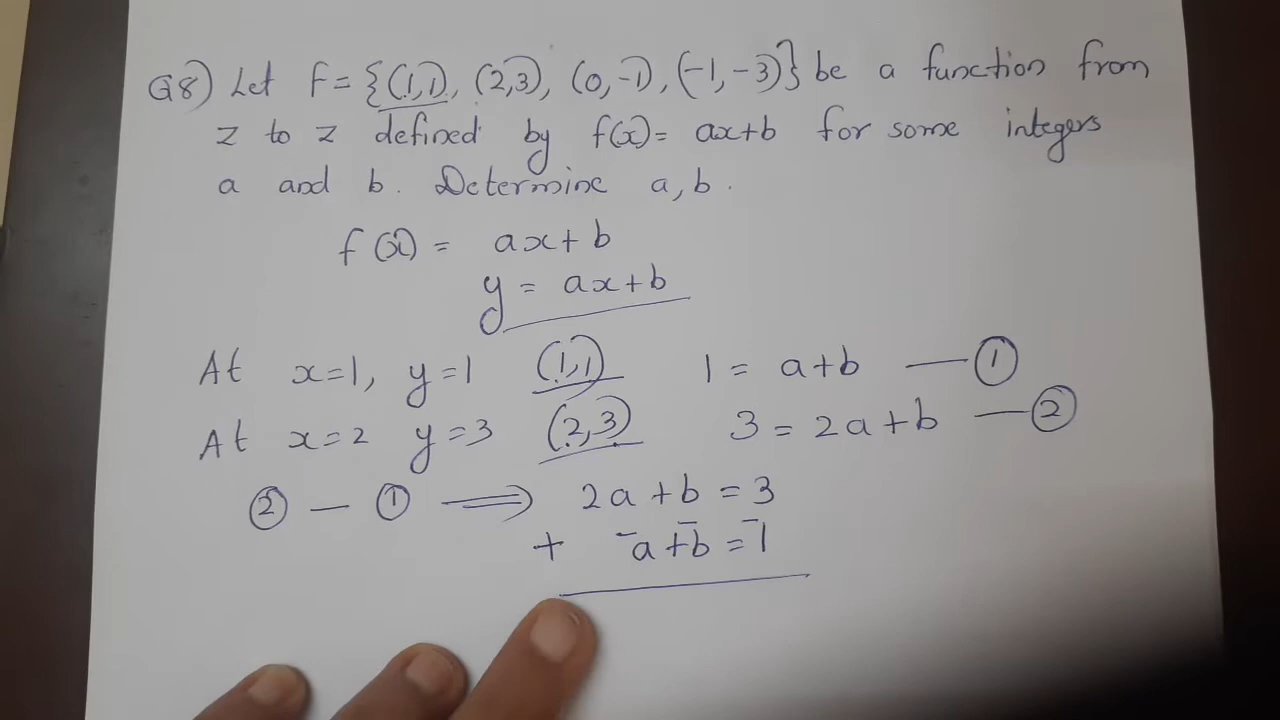 Q8) Let f = {(1,1), (2,3), (0,-1), (-1,-3)} be a function from
Z to Z defined by f(x) = ax+b for some integers
a and b. Determine a, b.
f(x) = ax+b
y = ax+b
At x=1, y=1 (1,1) 1 = a+b — ①
At x=2 y=3 (2,3) 3 = 2a+b — ②
② — ① ⟹ 2a+b = 3
+ -a+-b = -1